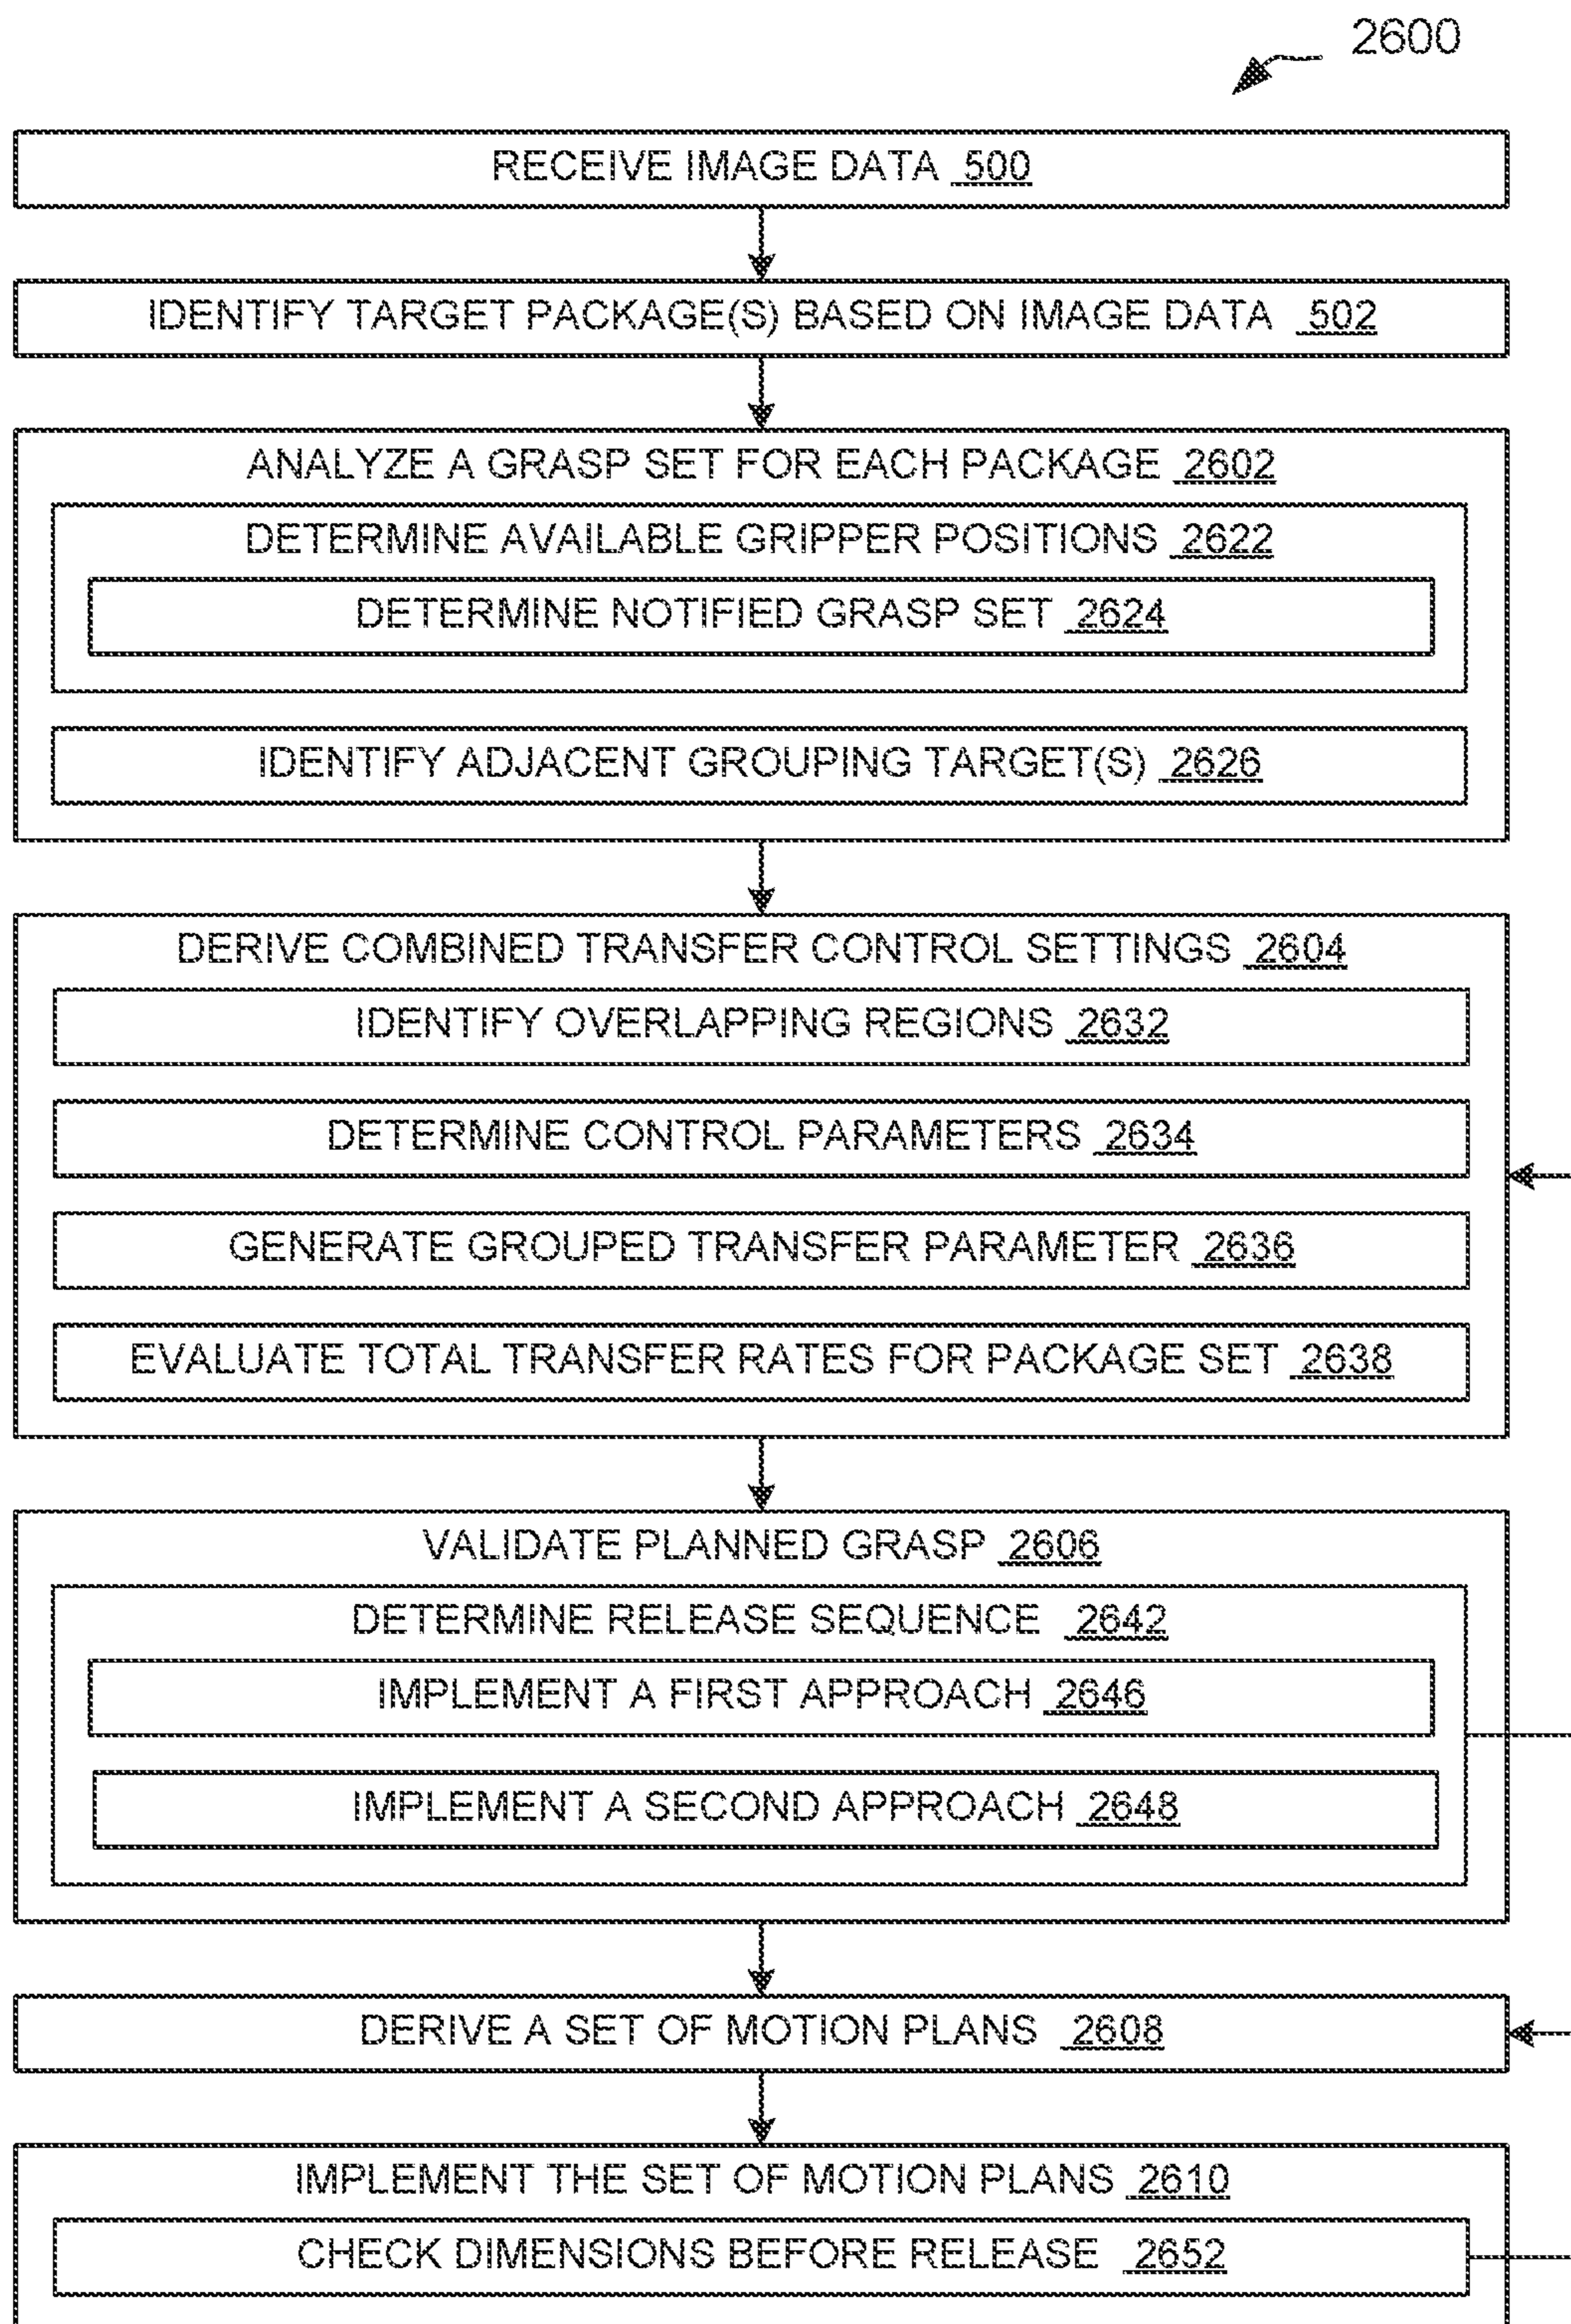 2600
RECEIVE IMAGE DATA 500
IDENTIFY TARGET PACKAGE(S) BASED ON IMAGE DATA 502
ANALYZE A GRASP SET FOR EACH PACKAGE 2602
DETERMINE AVAILABLE GRIPPER POSITIONS 2622
DETERMINE NOTIFIED GRASP SET 2624
IDENTIFY ADJACENT GROUPING TARGET(S) 2626
DERIVE COMBINED TRANSFER CONTROL SETTINGS 2604
IDENTIFY OVERLAPPING REGIONS 2632
DETERMINE CONTROL PARAMETERS 2634
GENERATE GROUPED TRANSFER PARAMETER 2636
EVALUATE TOTAL TRANSFER RATES FOR PACKAGE SET 2638
VALIDATE PLANNED GRASP 2606
DETERMINE RELEASE SEQUENCE 2642
IMPLEMENT A FIRST APPROACH 2646
IMPLEMENT A SECOND APPROACH 2648
DERIVE A SET OF MOTION PLANS 2608
IMPLEMENT THE SET OF MOTION PLANS 2610
CHECK DIMENSIONS BEFORE RELEASE 2652